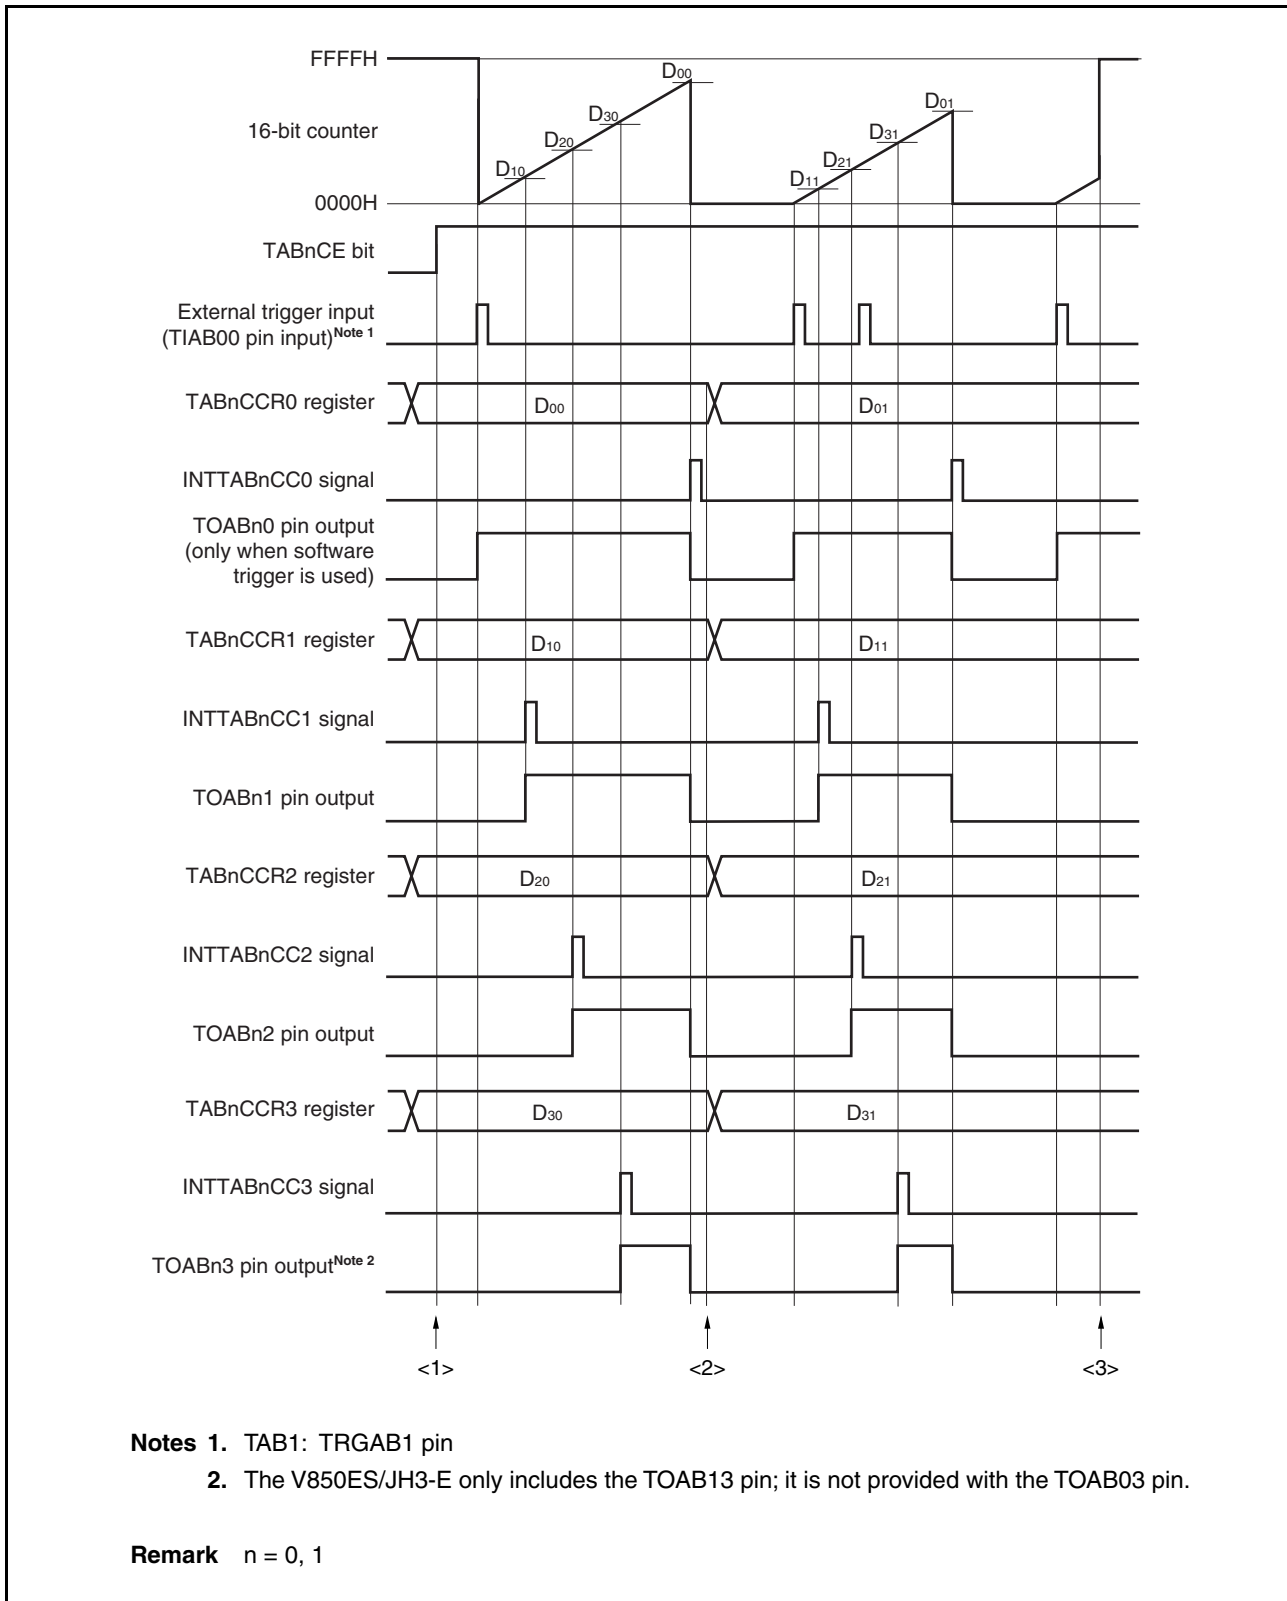 FFFFH
D00
D30
D20
D10
D01
D31
D21
D11
16-bit counter
0000H
TABnCE bit
External trigger input
(TIAB00 pin input)Note 1
TABnCCR0 register
D00
D01
INTTABnCC0 signal
TOABn0 pin output
(only when software
trigger is used)
TABnCCR1 register
D10
D11
INTTABnCC1 signal
TOABn1 pin output
TABnCCR2 register
D20
D21
INTTABnCC2 signal
TOABn2 pin output
TABnCCR3 register
D30
D31
INTTABnCC3 signal
TOABn3 pin outputNote 2
<1> <2> <3>
Notes 1. TAB1: TRGAB1 pin
2. The V850ES/JH3-E only includes the TOAB13 pin; it is not provided with the TOAB03 pin.
Remark n = 0, 1